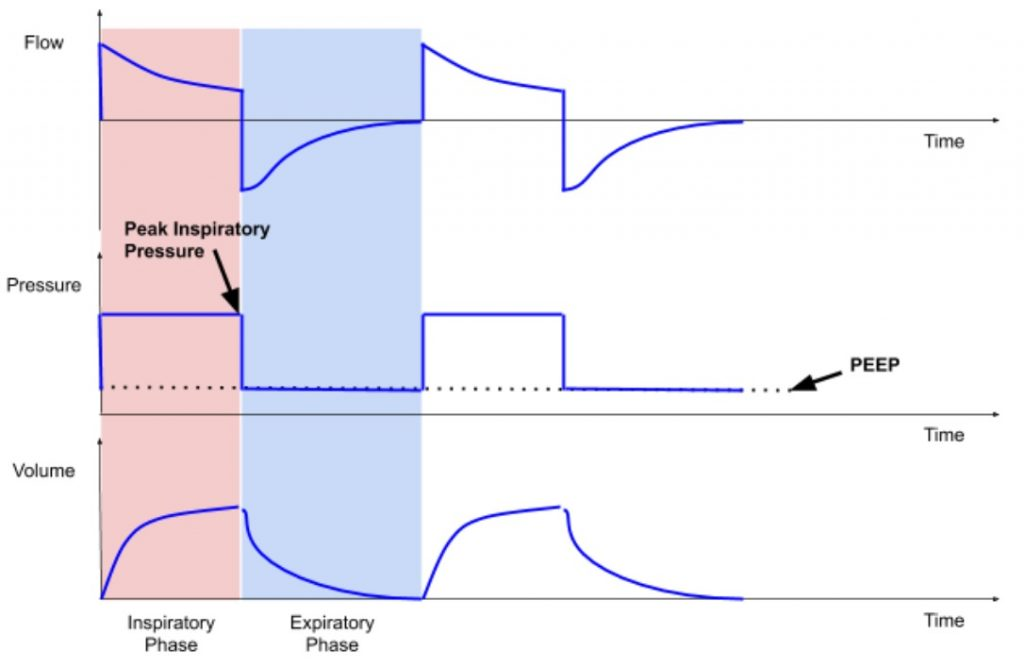 Flow
Time
Peak Inspiratory
Pressure
Pressure
PEEP
Time
Volume
Time
Inspiratory
Phase
Expiratory
Phase